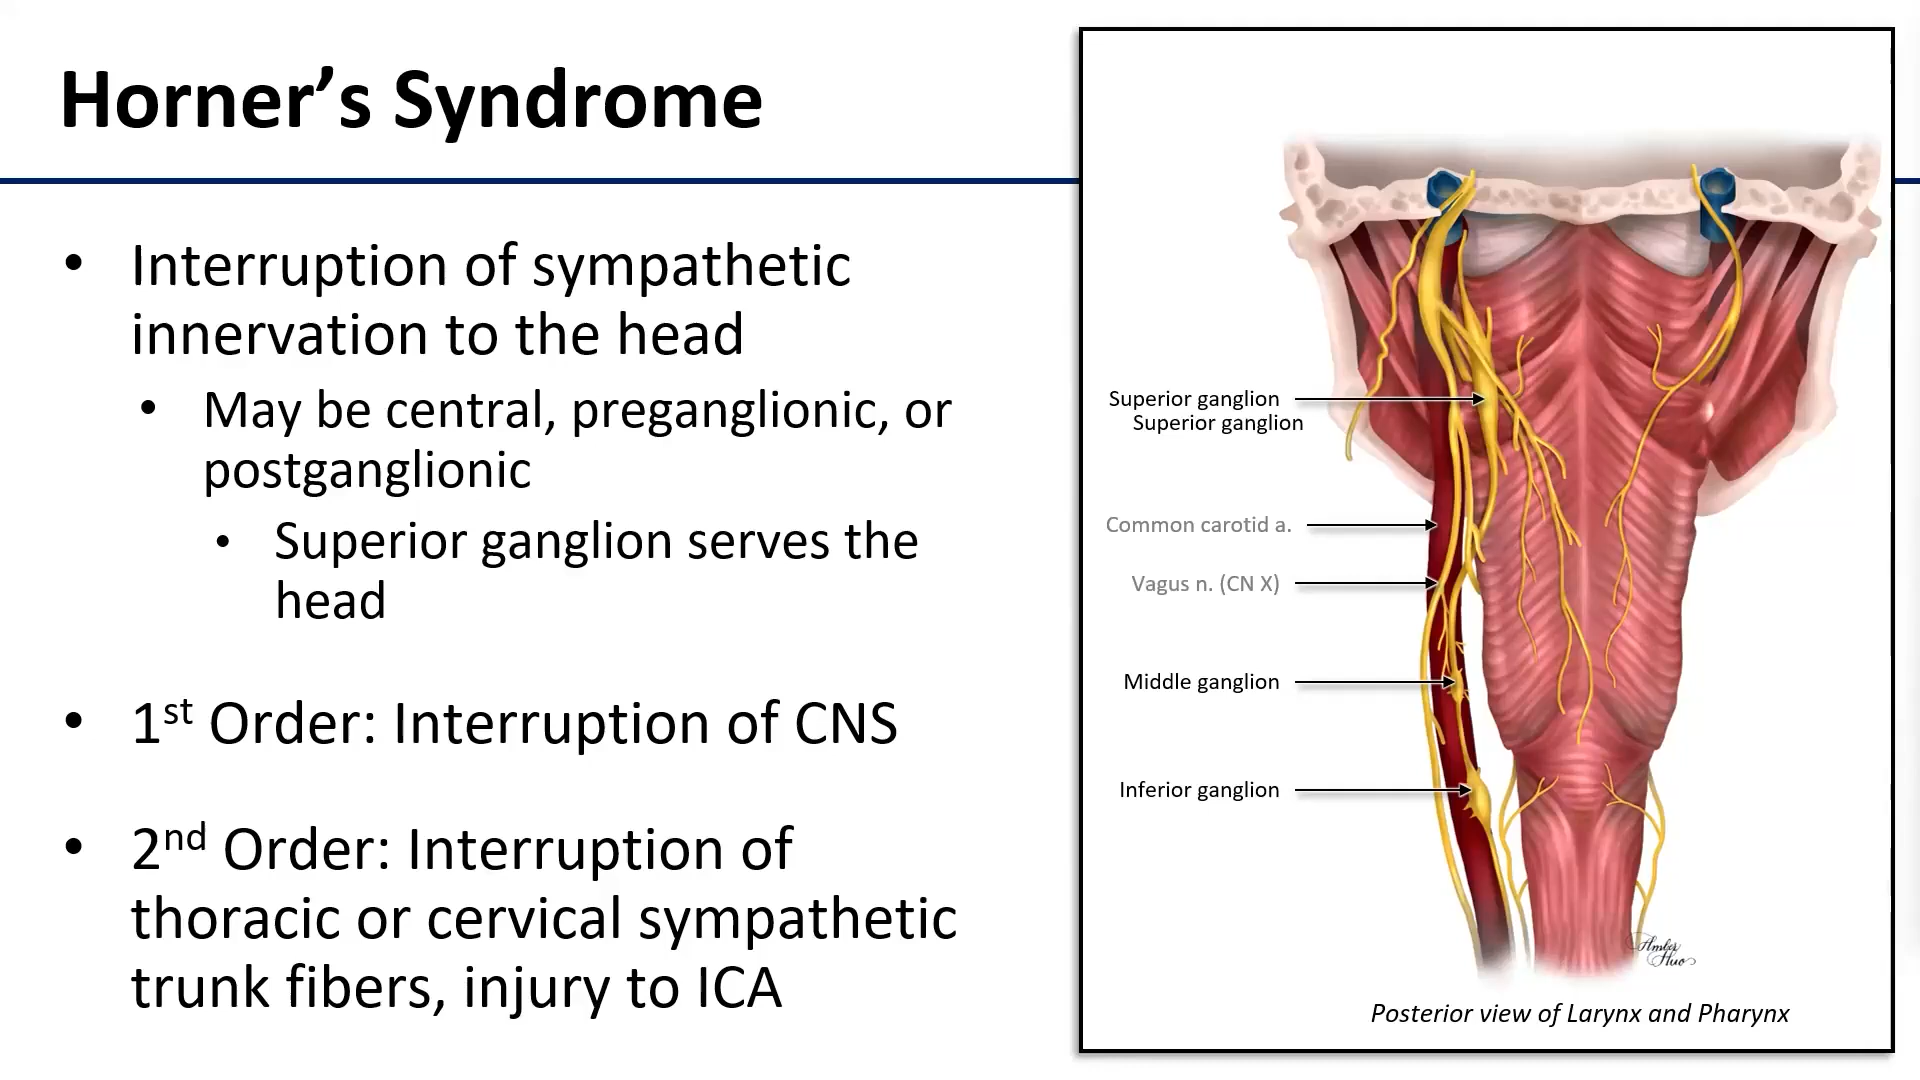 Horner's Syndrome
• Interruption of sympathetic
innervation to the head
• May be central, preganglionic, or
postganglionic
• Superior ganglion serves the
head
• 1st Order: Interruption of CNS
• 2nd Order: Interruption of
thoracic or cervical sympathetic
trunk fibers, injury to ICA
Superior ganglion
Superior ganglion
Common carotid a.
Vagus n. (CN X)
Middle ganglion
Inferior ganglion
Amber
Huo
Posterior view of Larynx and Pharynx